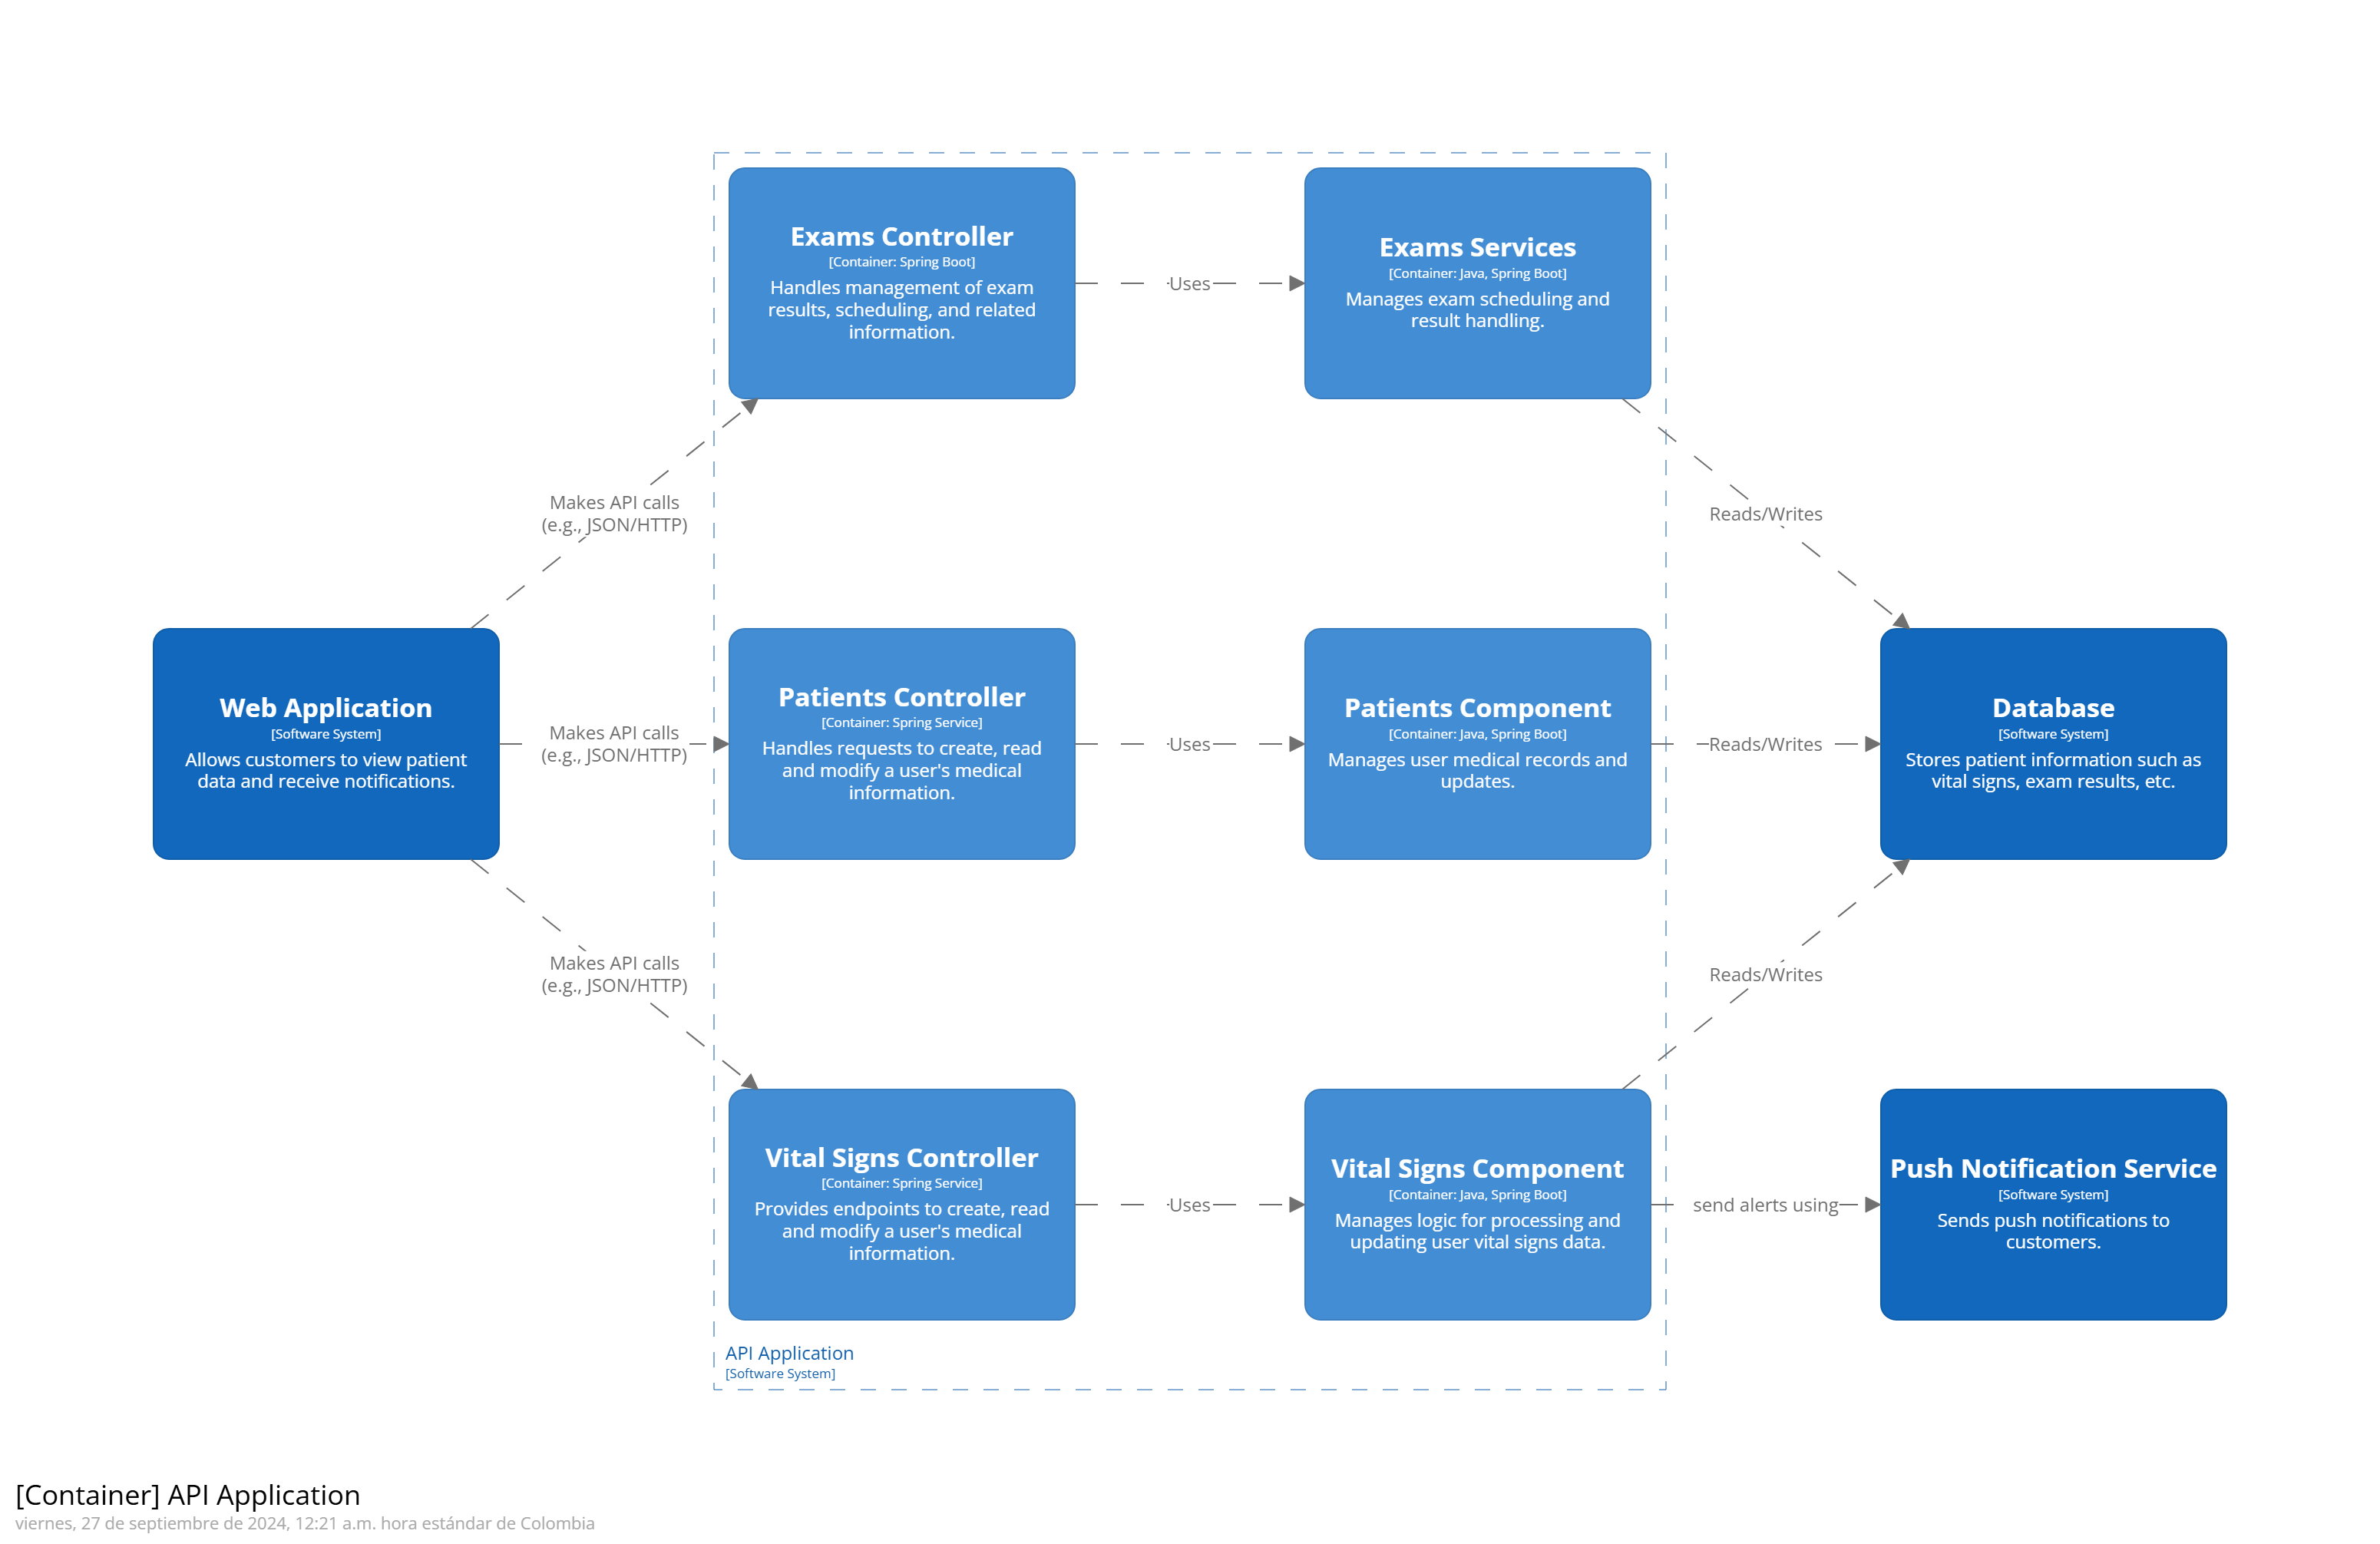 Exams Controller
[Container: Spring Boot]
Handles management of exam
results, scheduling, and related
information.
Uses
Exams Services
[Container: Java, Spring Boot]
Manages exam scheduling and
result handling.
Makes API calls
(e.g., JSON/HTTP)
Reads/Writes
Web Application
[Software System]
Allows customers to view patient
data and receive notifications.
Makes API calls
(e.g., JSON/HTTP)
Patients Controller
[Container: Spring Service]
Handles requests to create, read
and modify a user's medical
information.
Uses
Patients Component
[Container: Java, Spring Boot]
Manages user medical records and
updates.
Reads/Writes
Database
[Software System]
Stores patient information such as
vital signs, exam results, etc.
Makes API calls
(e.g., JSON/HTTP)
Reads/Writes
Vital Signs Controller
[Container: Spring Service]
Provides endpoints to create, read
and modify a user's medical
information.
Uses
Vital Signs Component
[Container: Java, Spring Boot]
Manages logic for processing and
updating user vital signs data.
send alerts using
Push Notification Service
[Software System]
Sends push notifications to
customers.
API Application
[Software System]
[Container] API Application
viernes, 27 de septiembre de 2024, 12:21 a.m. hora estándar de Colombia